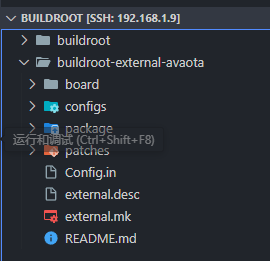 BUILDROOT [SSH: 192.168.1.9]
buildroot
buildroot-external-avaota
board
configs
package
运行和调试 (Ctrl+Shift+F8)
patches
Config.in
external.desc
external.mk
README.md